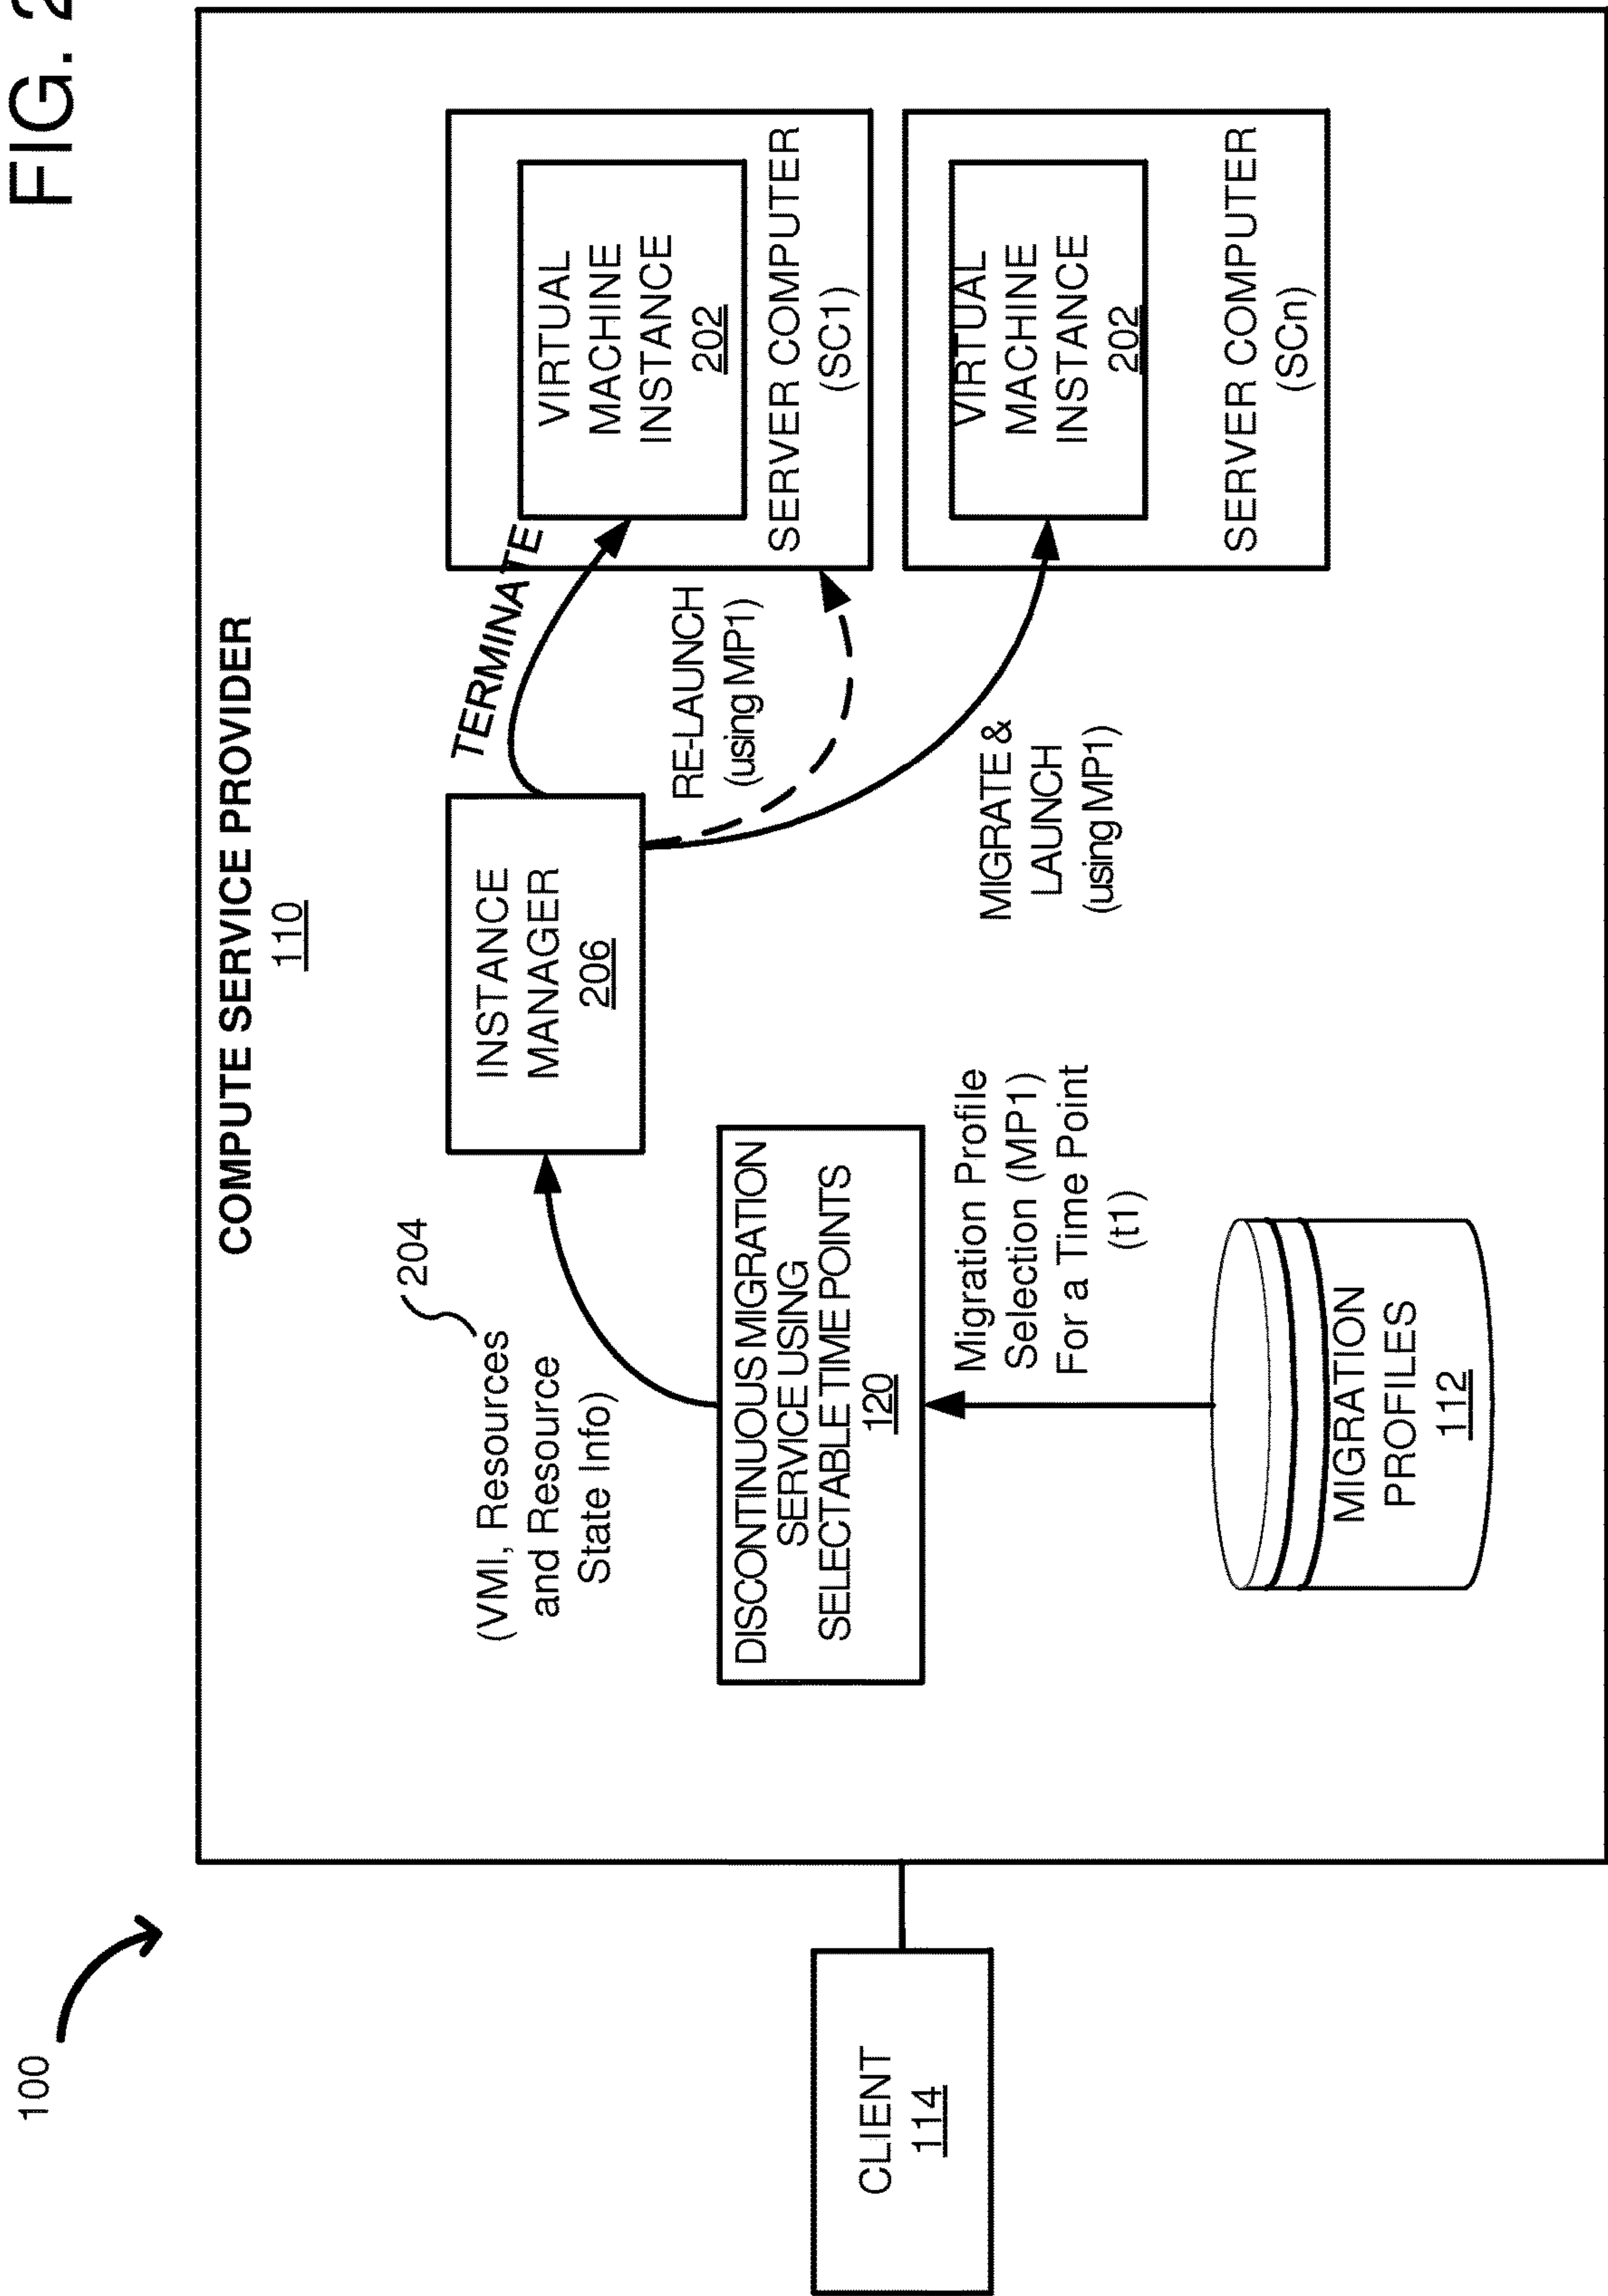 FIG. 2
100
COMPUTE SERVICE PROVIDER
110
204
(VMI, Resources
and Resource
State Info)
INSTANCE
MANAGER
206
TERMINATE
VIRTUAL
MACHINE
INSTANCE
202
SERVER COMPUTER
(SC1)
RE-LAUNCH
(using MP1)
DISCONTINUOUS MIGRATION
SERVICE USING
SELECTABLE TIME POINTS
120
MIGRATE &
LAUNCH
(using MP1)
VIRTUAL
MACHINE
INSTANCE
202
SERVER COMPUTER
(SCn)
Migration Profile
Selection (MP1)
For a Time Point
(t1)
MIGRATION
PROFILES
112
CLIENT
114